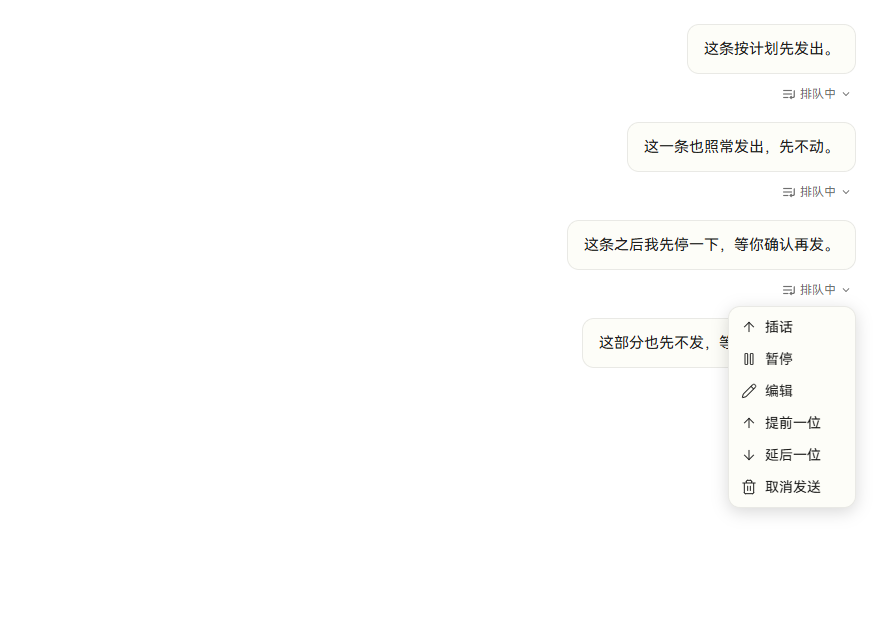 这条按计划先发出。
排队中
这一条也照常发出，先不动。
排队中
这条之后我先停一下，等你确认再发。
排队中
这部分也先不发，
插话
暂停
编辑
提前一位
延后一位
取消发送